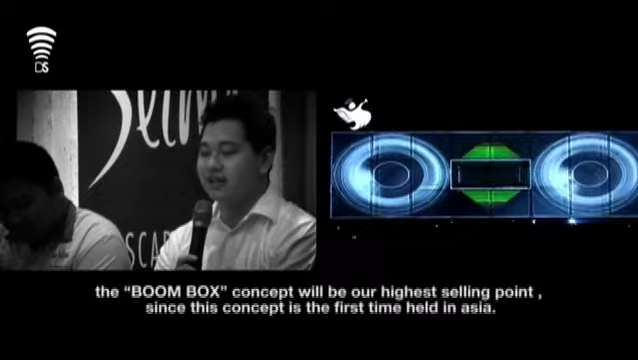 DS
SCA
the “BOOM BOX” concept will be our highest selling point ,
since this concept is the first time held in asia.